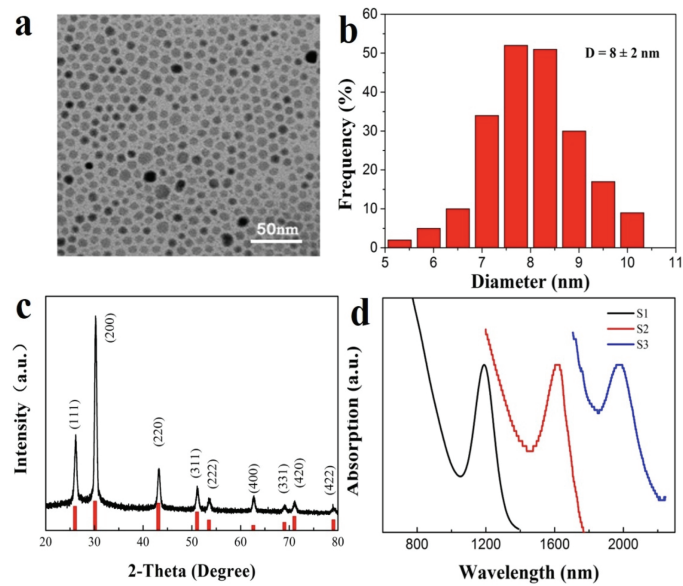 a
50nm
b
Frequency (%)
60
50
40
30
20
10
0
D = 8 ± 2 nm
5 6 7 8 9 10 11
Diameter (nm)
c
Intensity (a.u.)
(111)
(200)
(220)
(311)
(222)
(400)
(331)
(420)
(422)
20 30 40 50 60 70 80
2-Theta (Degree)
d
Absorption (a.u.)
S1
S2
S3
800 1200 1600 2000
Wavelength (nm)